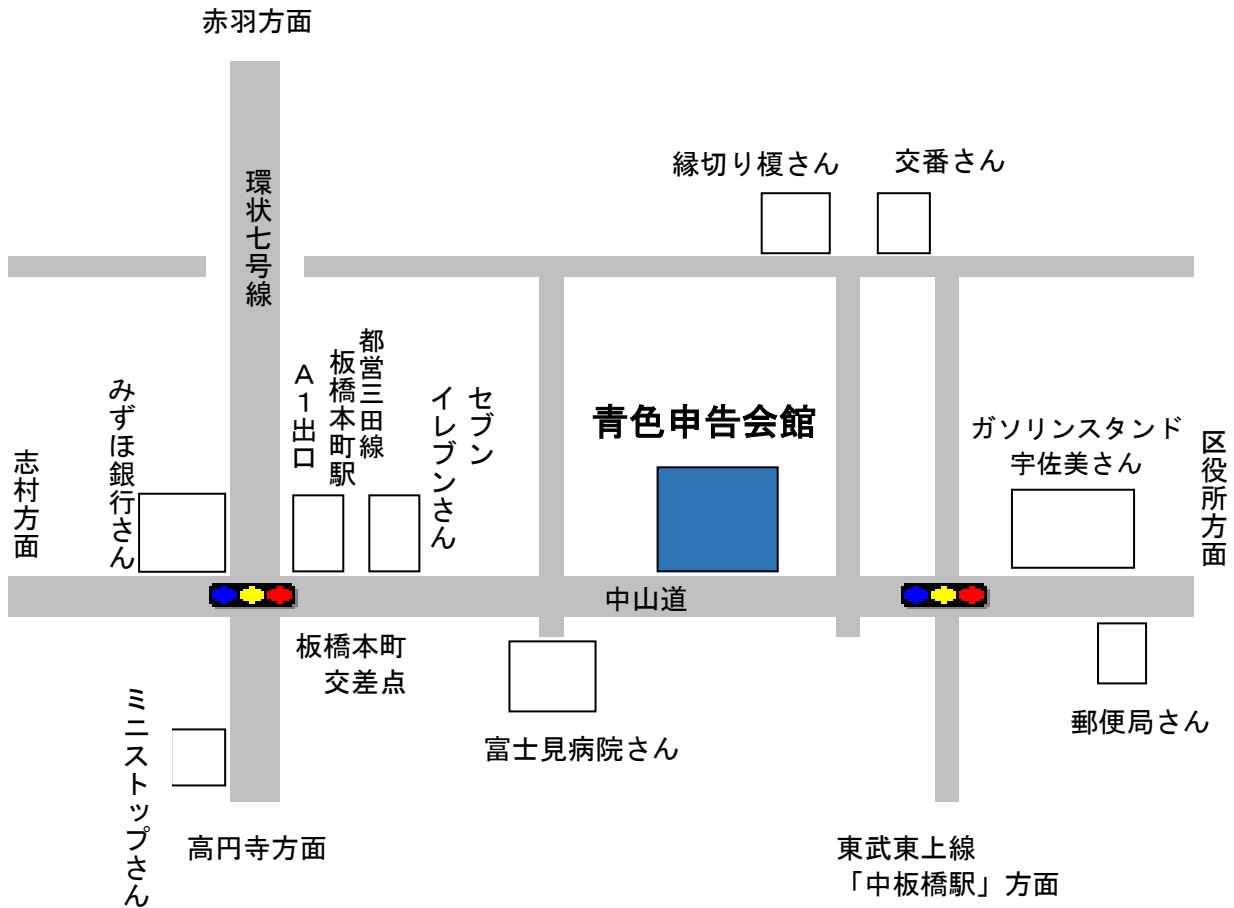 赤羽方面
縁切り榎さん
交番さん
環状七号線
都営三田線
板橋本町駅
A1出口
セブン
イレブンさん
みずほ銀行さん
志村方面
青色申告会館
ガソリンスタンド
宇佐美さん
区役所方面
中山道
板橋本町
交差点
富士見病院さん
郵便局さん
ミニストップさん
高円寺方面
東武東上線
「中板橋駅」方面